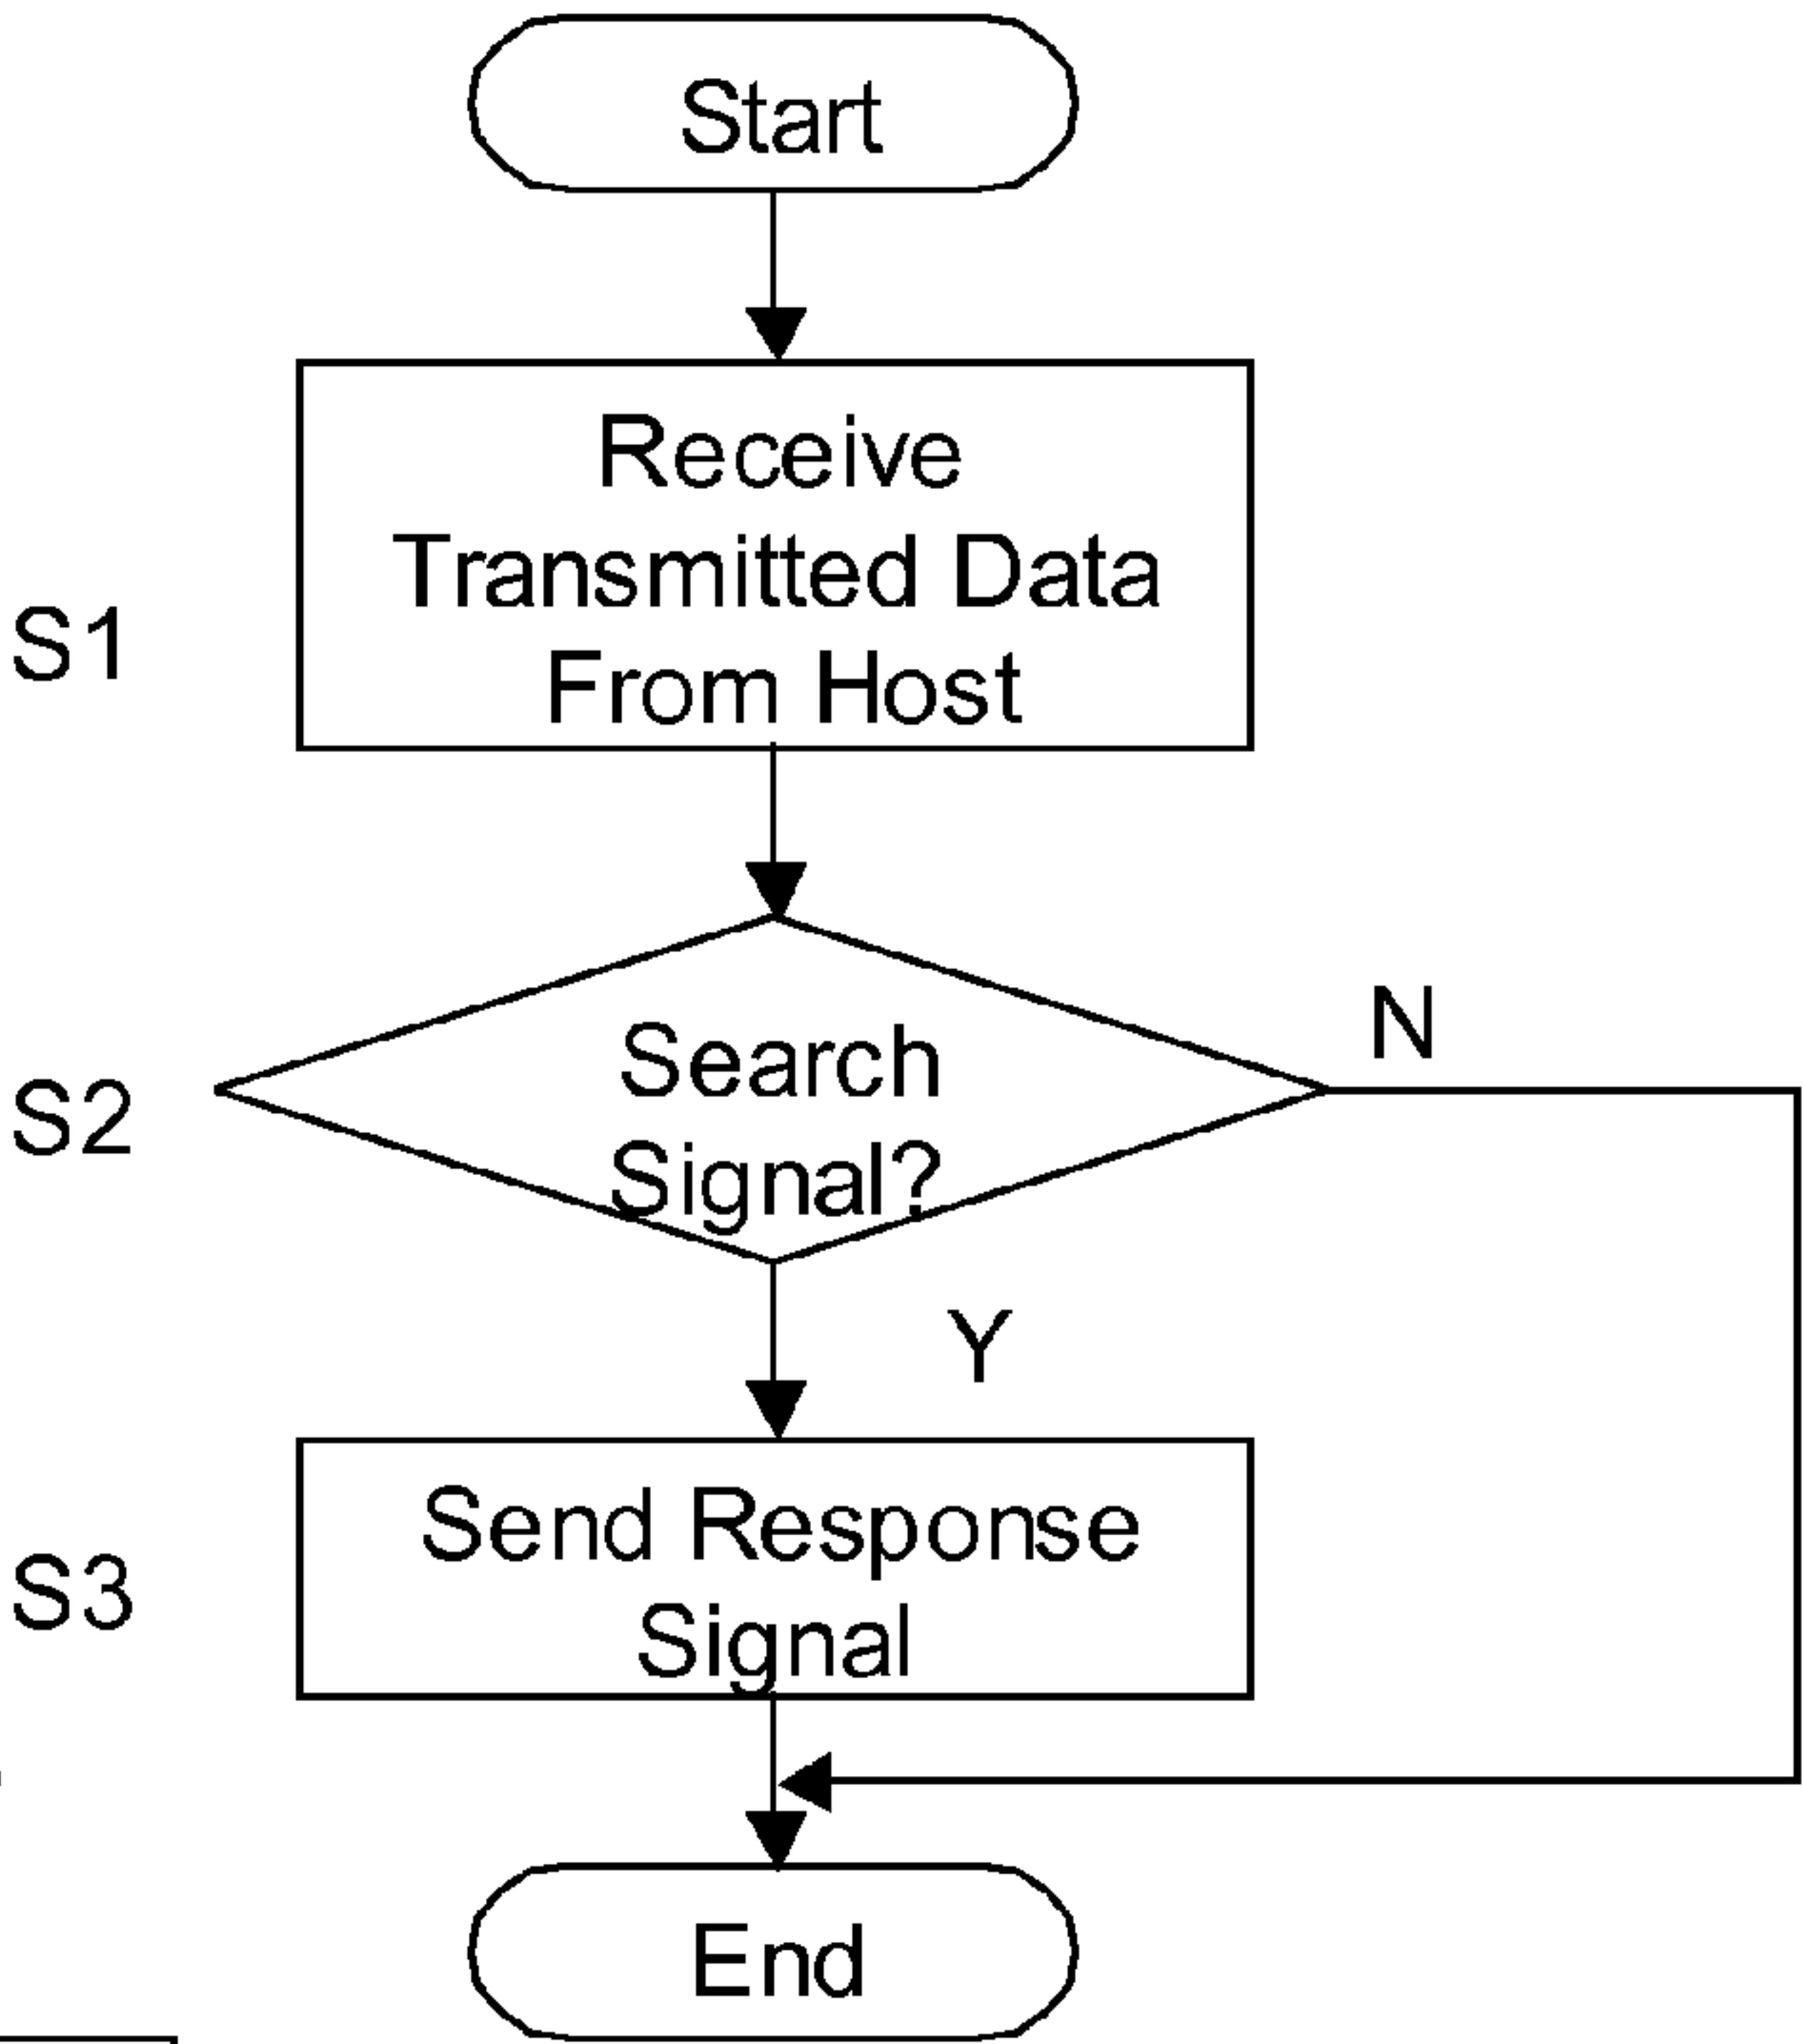 Start
S1
Receive
Transmitted Data
From Host
S2
Search
Signal?
N
Y
S3
Send Response
Signal
End